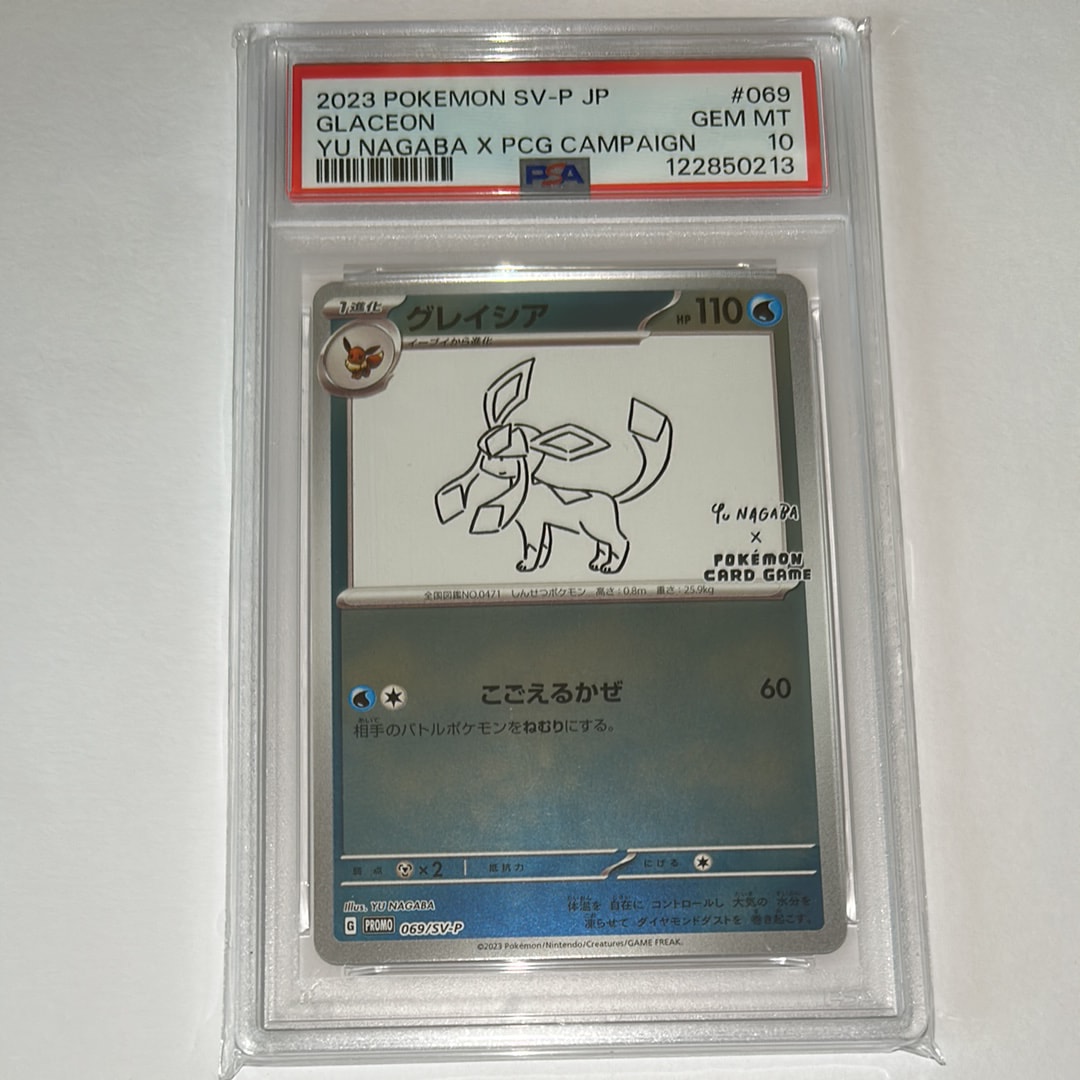 2023 POKEMON SV-P JP #069
GLACEON GEM MT
YU NAGABA X PCG CAMPAIGN 10
PSA 122850213
1進化 グレイシア HP 110
イーブイから進化
Yu NAGABA
X
POKÉMON
CARD GAME
全国図鑑NO.0471 しんせつポケモン 高さ:0.8m 重さ:25.9kg
こごえるかぜ 60
あいて
相手のバトルポケモンをねむりにする。
弱点 ×2 抵抗力 にげる
Illus. YU NAGABA
体温を 自在に コントロールし 大気の 水分を
G PROMO 069/SV-P
凍らせて ダイヤモンドダストを 巻き起こす。
©2023 Pokémon/Nintendo/Creatures/GAME FREAK.